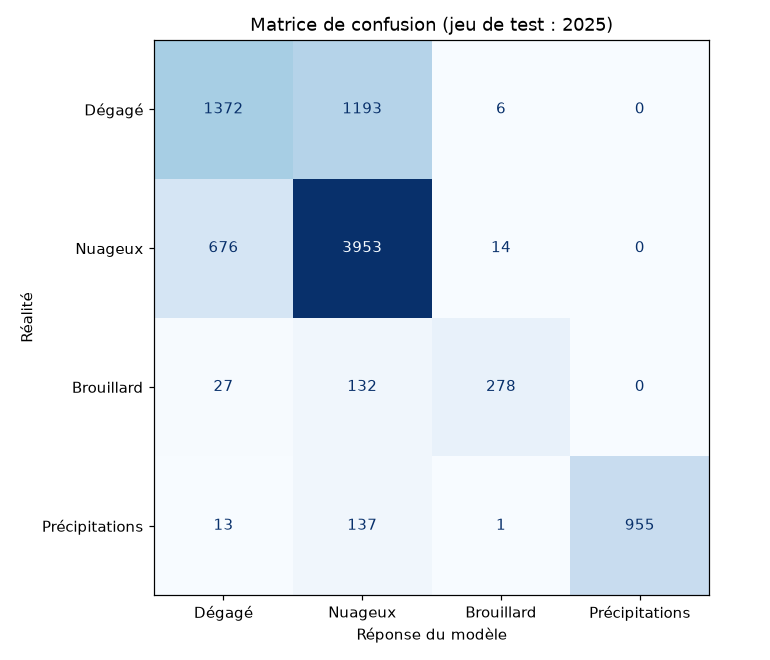 Matrice de confusion (jeu de test : 2025)
Dégagé
1372
1193
6
0
Nuageux
676
3953
14
0
Réalité
Brouillard
27
132
278
0
Précipitations
13
137
1
955
Dégagé
Nuageux
Brouillard
Précipitations
Réponse du modèle